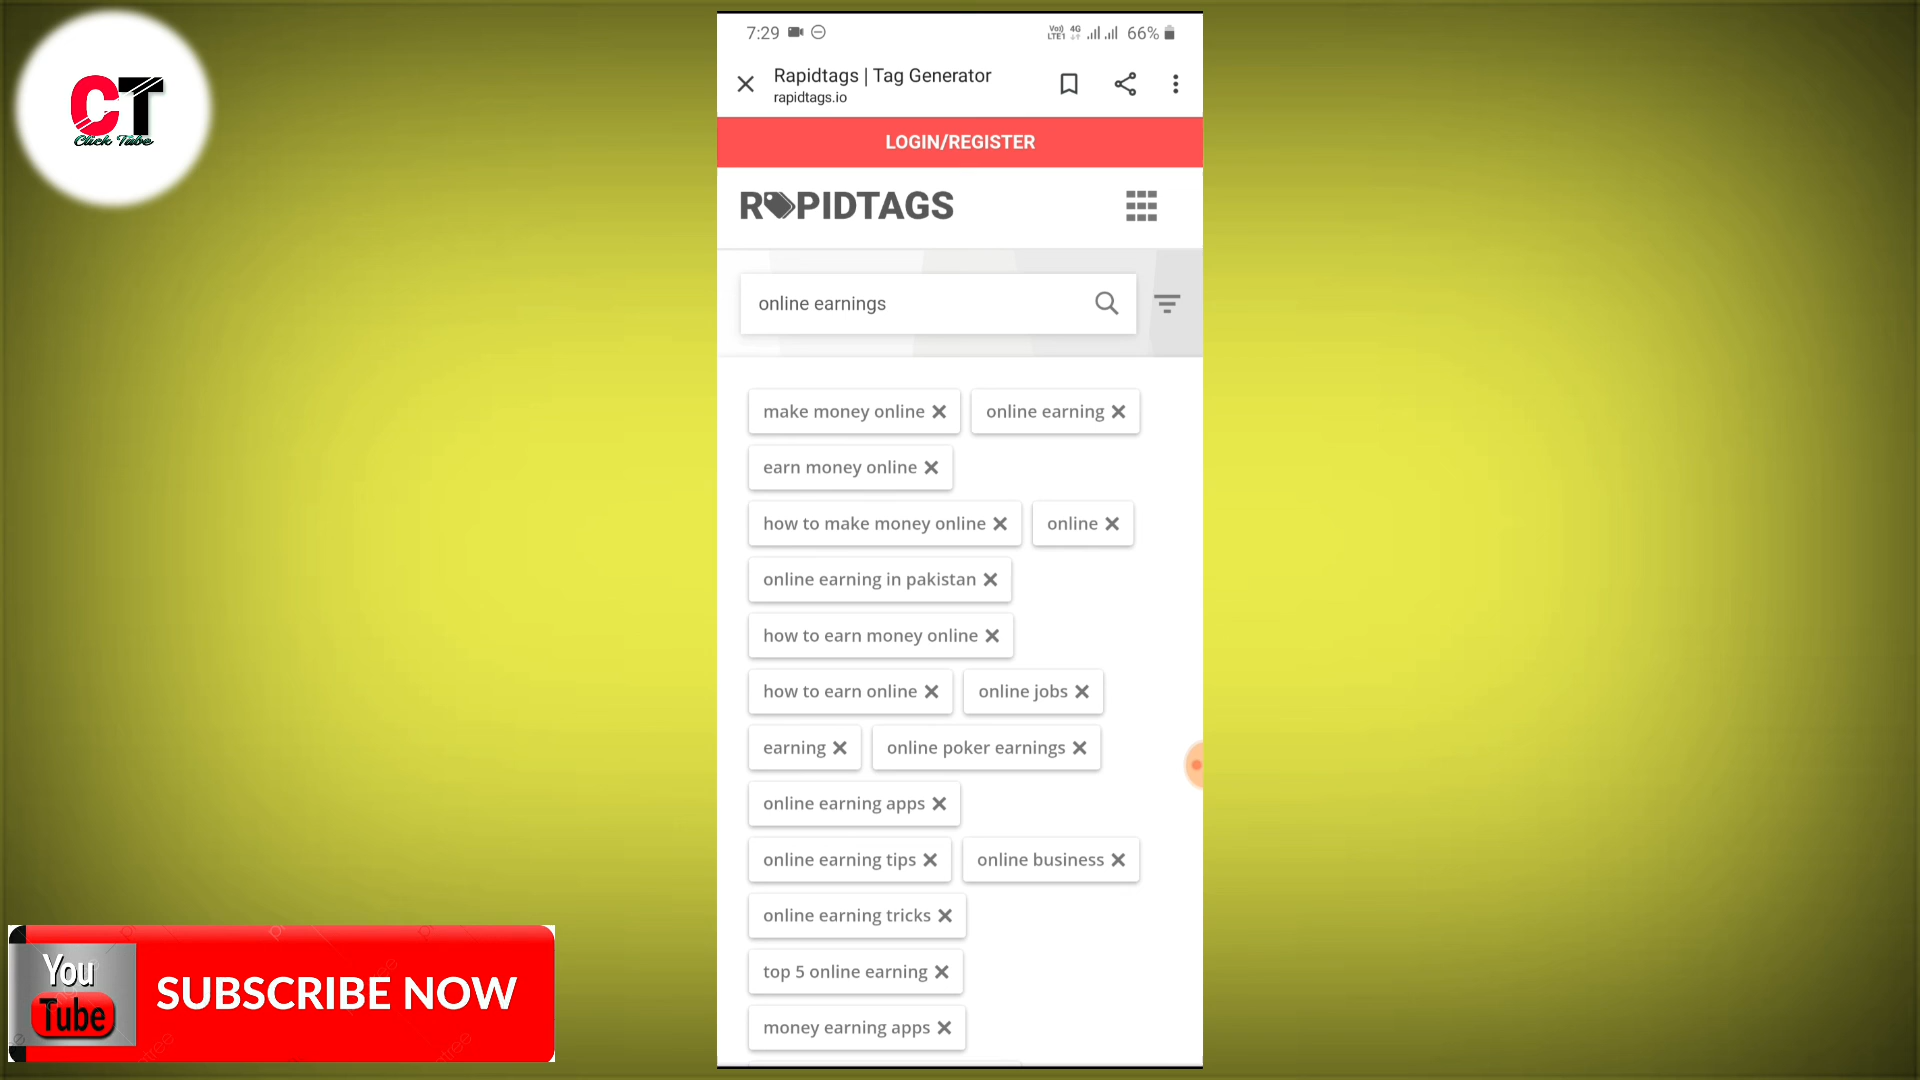 CT
Click Tube
7:29
Vo)) 4G
LTE1
66%
Rapidtags | Tag Generator
rapidtags.io
LOGIN/REGISTER
RAPIDTAGS
online earnings
make money online
online earning
earn money online
how to make money online
online
online earning in pakistan
how to earn money online
how to earn online
online jobs
earning
online poker earnings
online earning apps
online earning tips
online business
online earning tricks
top 5 online earning
money earning apps
You
Tube
SUBSCRIBE NOW